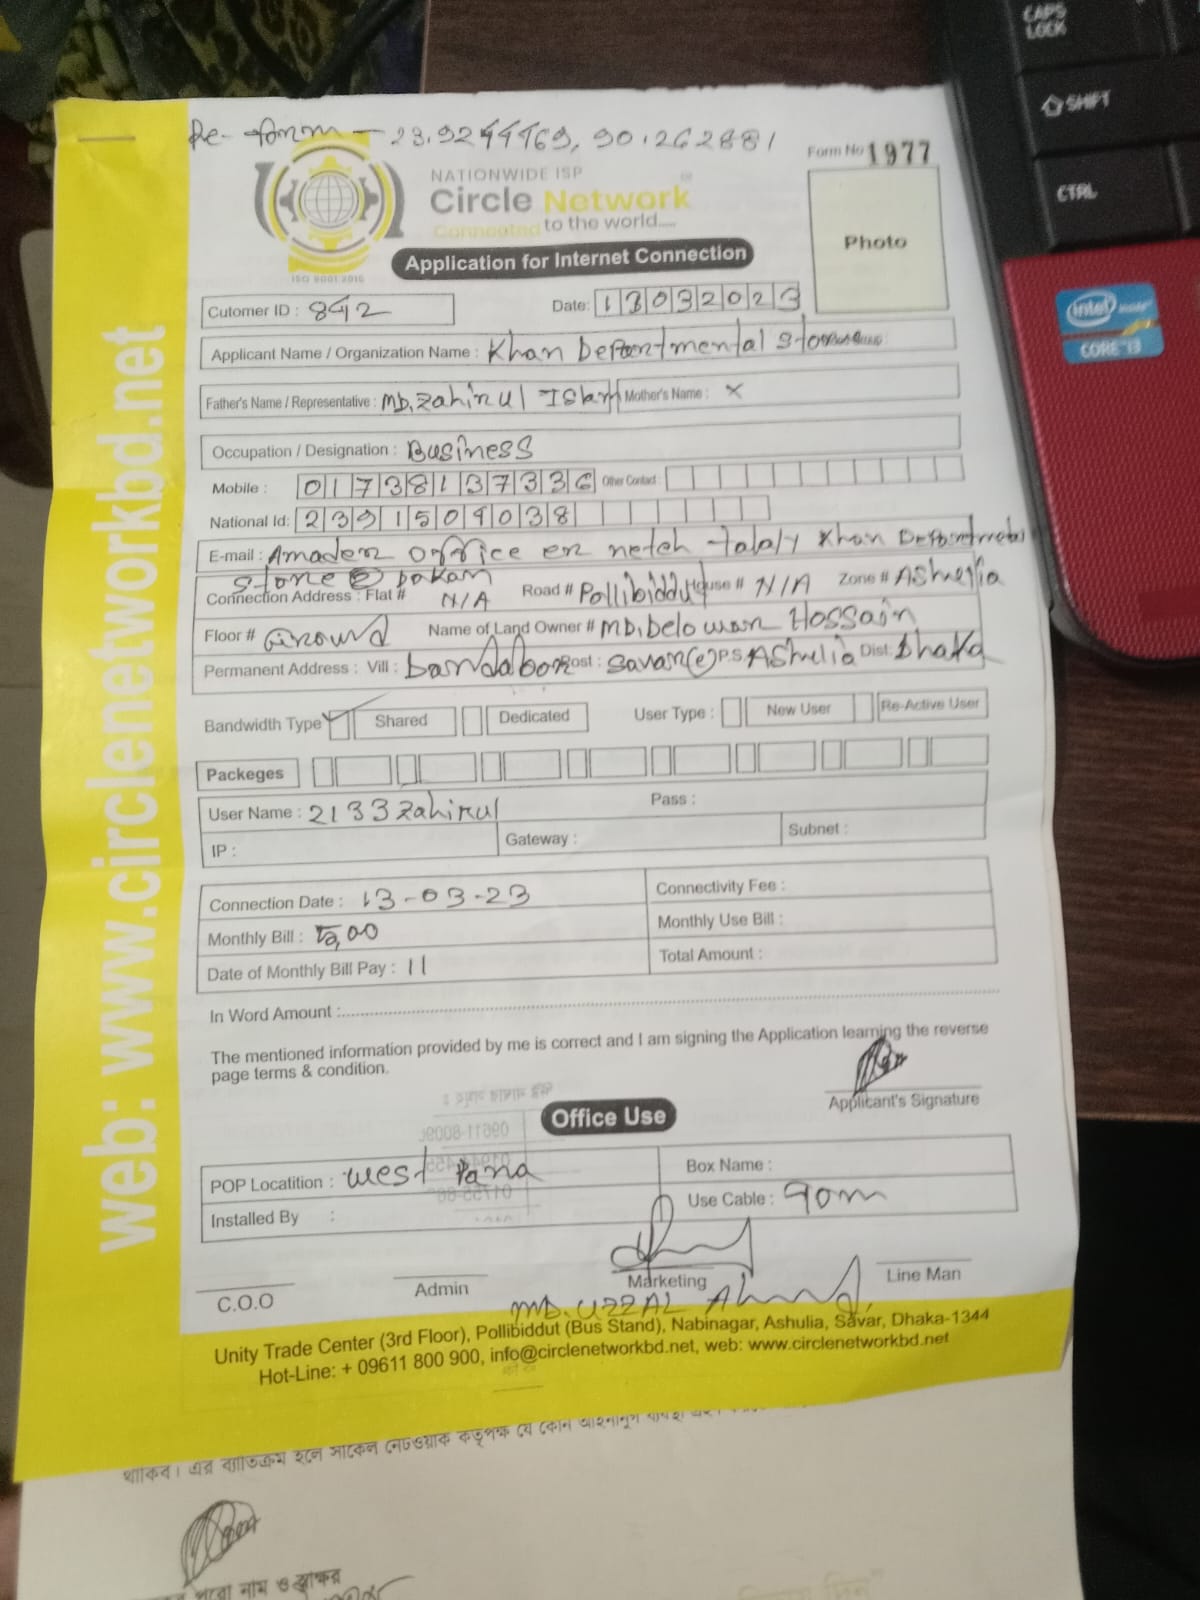 Re-form - 23.9244469, 90.262881
Form No 1977
NATIONWIDE ISP
Circle Network
Connected to the world.....
ISO 9001:2015
Application for Internet Connection
Photo
Cutomer ID : 842
Date: 13032023
Applicant Name / Organization Name : Khan Departmental Store
Father's Name / Representative : MD. Zahirul Islam Mother's Name : X
Occupation / Designation : Business
Mobile : 01738137336 Other Contact :
National Id: 2391509038
E-mail : Amader office er neteh Khan Departmental
Store @ Dokan
Connection Address : Flat # N/A Road # Pollibiddut House # N/A Zone # Ashulia
Floor # Ground Name of Land Owner # MD. Hossain
Permanent Address : Vill : Post : Savar P.S. Ashulia Dist: Dhaka
Bandwidth Type Shared Dedicated User Type : New User Re-Active User
Packeges
User Name : 2133zahirul Pass :
IP : Gateway : Subnet :
Connection Date : 13-03-23 Connectivity Fee :
Monthly Bill : Monthly Use Bill :
Date of Monthly Bill Pay : 11 Total Amount :
In Word Amount :
The mentioned information provided by me is correct and I am signing the Application learning the reverse
page terms & condition.
Applicant's Signature
Office Use
POP Locatition : West Para Box Name :
Installed By : Use Cable : 90m
C.O.O Admin Marketing Line Man
MD. UZZAL Ahmed
Unity Trade Center (3rd Floor), Pollibiddut (Bus Stand), Nabinagar, Ashulia, Savar, Dhaka-1344
Hot-Line: + 09611 800 900, info@circlenetworkbd.net, web: www.circlenetworkbd.net
web: www.circlenetworkbd.net
থাকিব। এর ব্যতিক্রম হলে সার্কেল নেটওয়ার্ক কর্তৃপক্ষ যে কোন আইনানুগ
নাম ও স্বাক্ষর
CAPS
LOCK
SHIFT
CTRL
intel inside
CORE i3